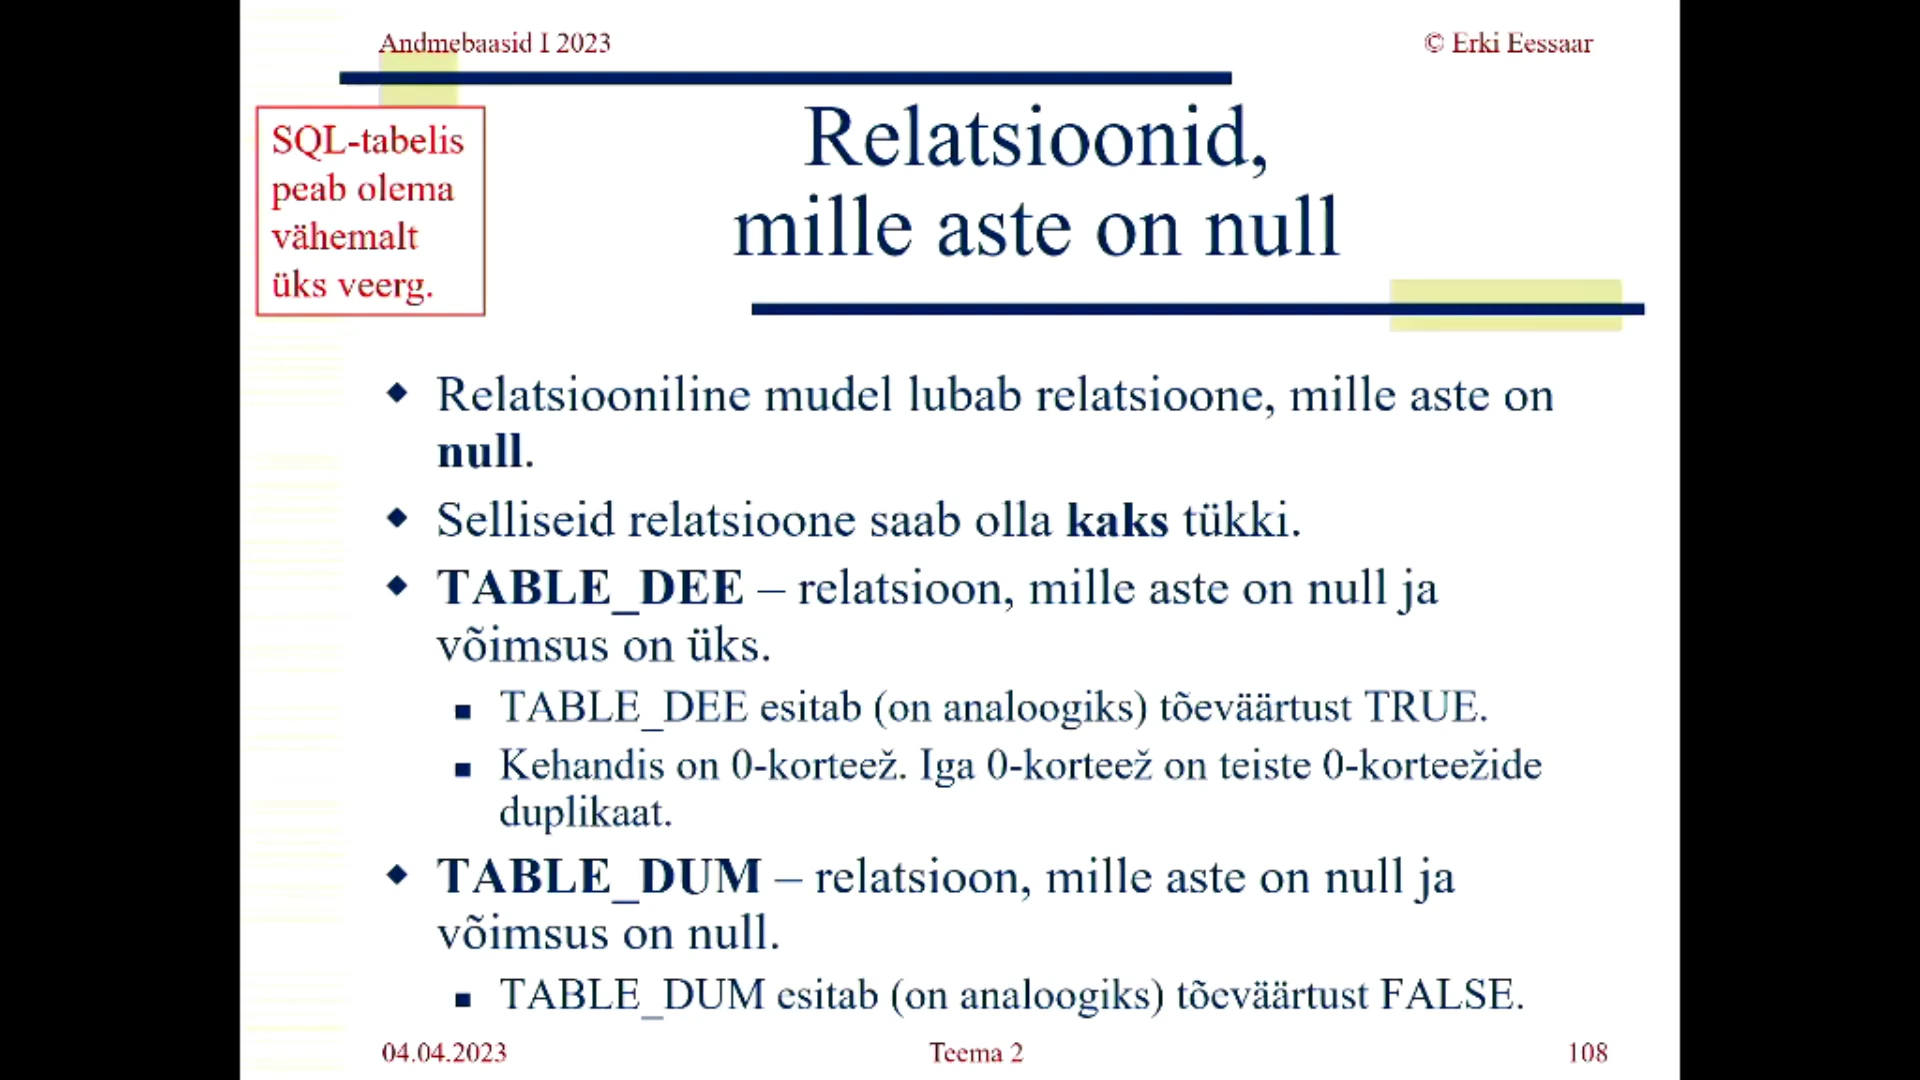 Andmebaasid I 2023
© Erki Eessaar
SQL-tabelis
peab olema
vähemalt
üks veerg.
Relatsioonid,
mille aste on null
Relatsiooniline mudel lubab relatsioone, mille aste on
null.
Selliseid relatsioone saab olla kaks tükki.
TABLE_DEE – relatsioon, mille aste on null ja
võimsus on üks.
TABLE_DEE esitab (on analoogiks) tõeväärtust TRUE.
Kehandis on 0-korteež. Iga 0-korteež on teiste 0-korteežide
duplikaat.
TABLE_DUM – relatsioon, mille aste on null ja
võimsus on null.
TABLE_DUM esitab (on analoogiks) tõeväärtust FALSE.
04.04.2023
Teema 2
108